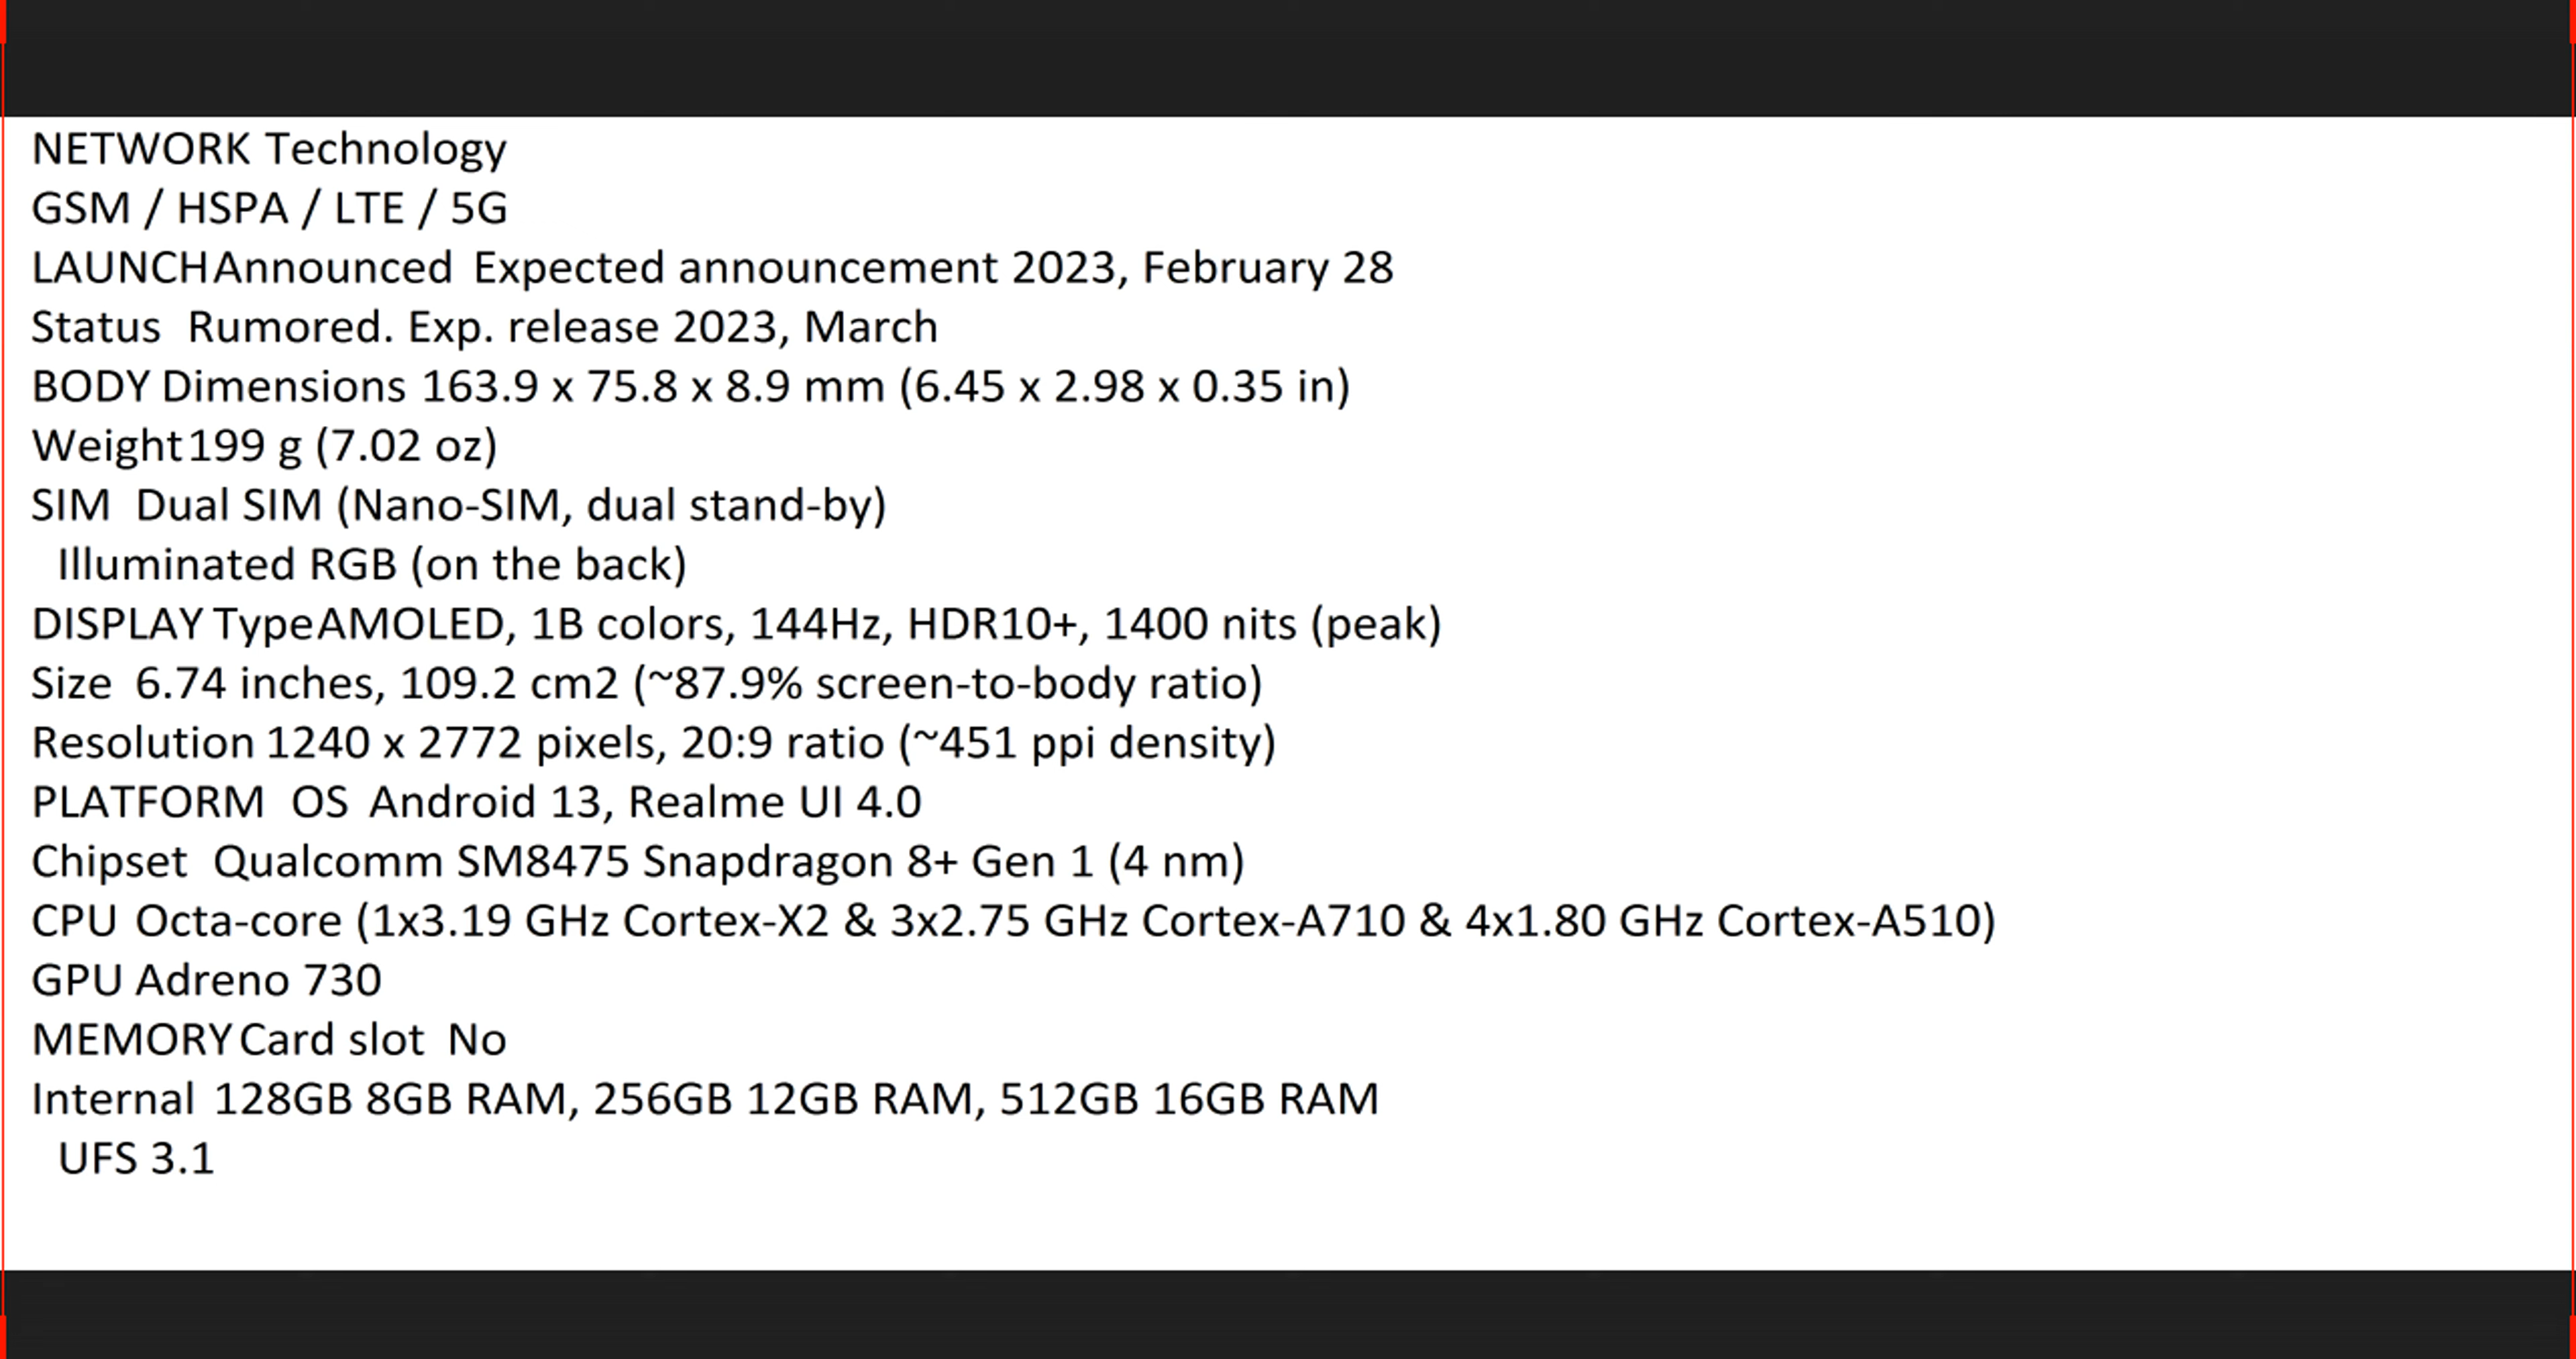 NETWORK Technology
GSM / HSPA / LTE / 5G
LAUNCH Announced Expected announcement 2023, February 28
Status Rumored. Exp. release 2023, March
BODY Dimensions 163.9 x 75.8 x 8.9 mm (6.45 x 2.98 x 0.35 in)
Weight 199 g (7.02 oz)
SIM Dual SIM (Nano-SIM, dual stand-by)
Illuminated RGB (on the back)
DISPLAY Type AMOLED, 1B colors, 144Hz, HDR10+, 1400 nits (peak)
Size 6.74 inches, 109.2 cm2 (~87.9% screen-to-body ratio)
Resolution 1240 x 2772 pixels, 20:9 ratio (~451 ppi density)
PLATFORM OS Android 13, Realme UI 4.0
Chipset Qualcomm SM8475 Snapdragon 8+ Gen 1 (4 nm)
CPU Octa-core (1x3.19 GHz Cortex-X2 & 3x2.75 GHz Cortex-A710 & 4x1.80 GHz Cortex-A510)
GPU Adreno 730
MEMORY Card slot No
Internal 128GB 8GB RAM, 256GB 12GB RAM, 512GB 16GB RAM
UFS 3.1